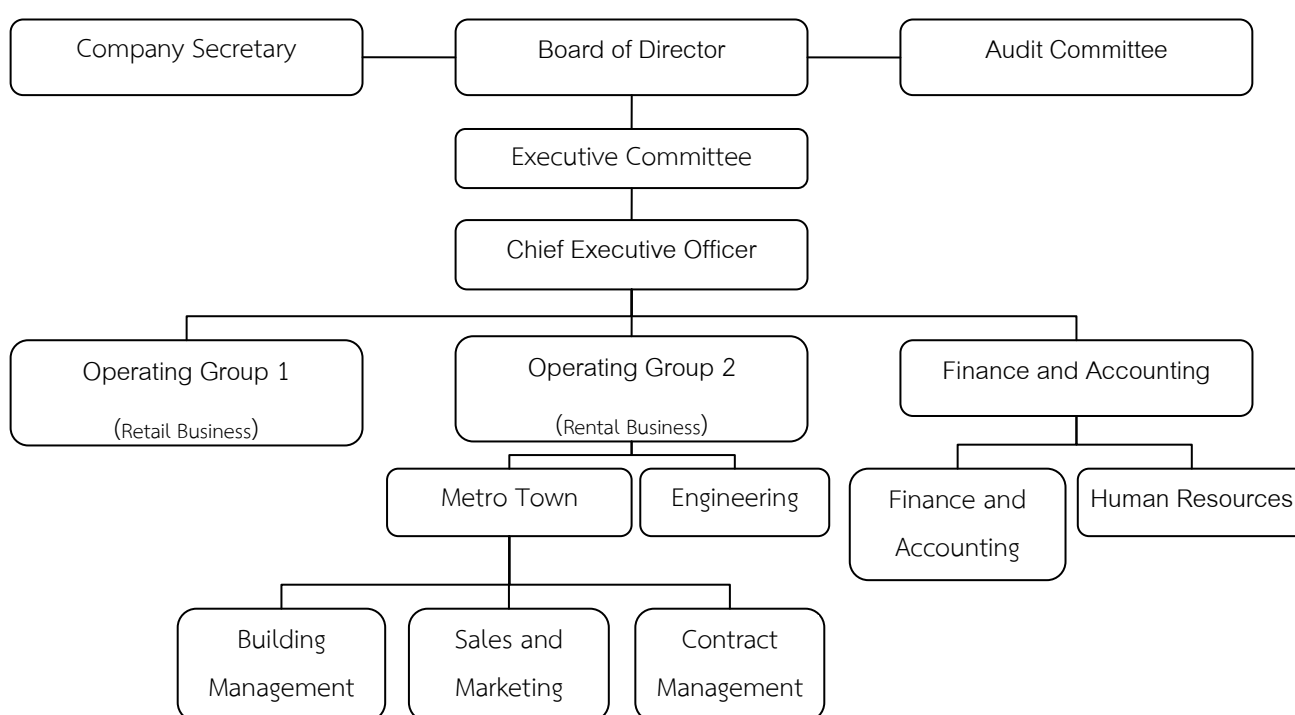 Company Secretary
Board of Director
Audit Committee
Executive Committee
Chief Executive Officer
Operating Group 1
(Retail Business)
Operating Group 2
(Rental Business)
Finance and Accounting
Metro Town
Engineering
Finance and
Accounting
Human Resources
Building
Management
Sales and
Marketing
Contract
Management